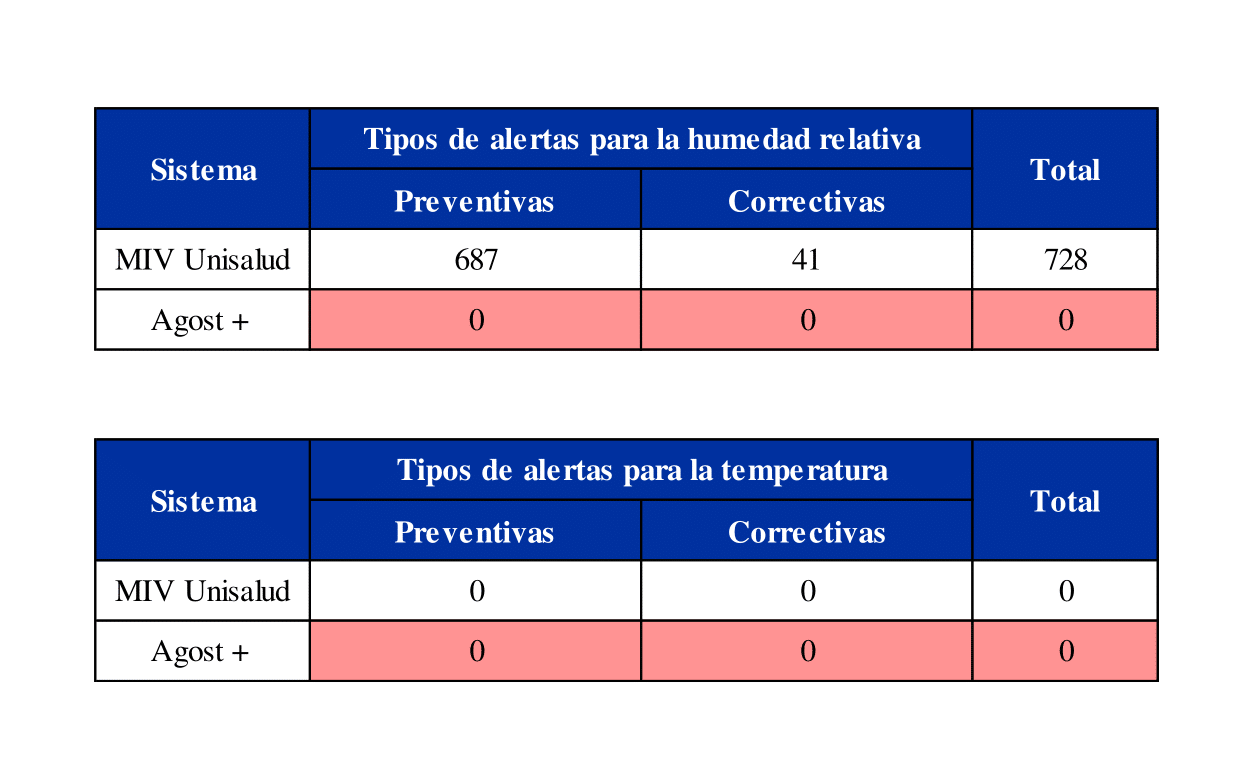 Sistema Tipos de alertas para la humedad relativa Total
Preventivas Correctivas
MIV Unisalud 687 41 728
Agost + 0 0 0
Sistema Tipos de alertas para la temperatura Total
Preventivas Correctivas
MIV Unisalud 0 0 0
Agost + 0 0 0